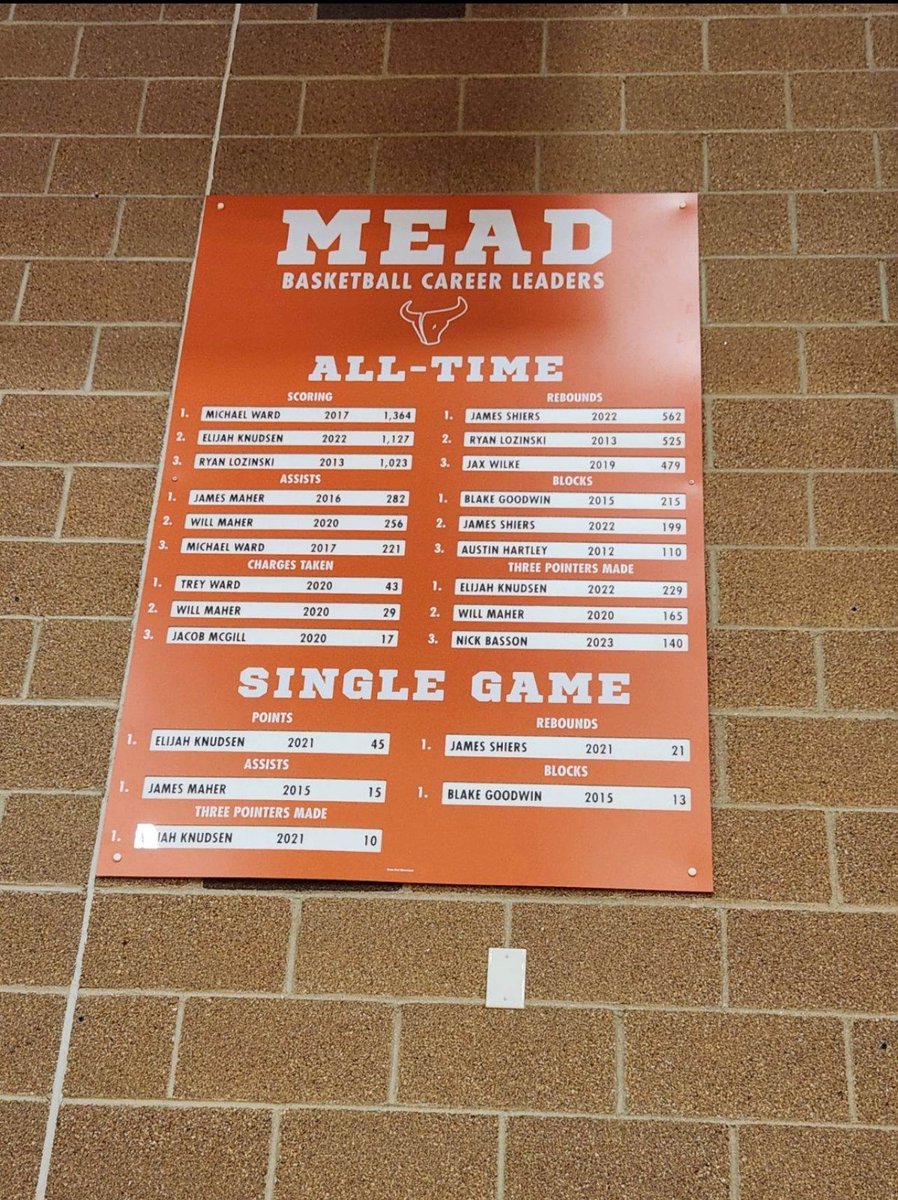 MEAD
BASKETBALL CAREER LEADERS
ALL-TIME
SCORING
1. MICHAEL WARD 2017 1,364
2. ELIJAH KNUDSEN 2022 1,127
3. RYAN LOZINSKI 2013 1,023
ASSISTS
1. JAMES MAHER 2016 282
2. WILL MAHER 2020 256
3. MICHAEL WARD 2017 221
CHARGES TAKEN
1. TREY WARD 2020 43
2. WILL MAHER 2020 29
3. JACOB MCGILL 2020 17
REBOUNDS
1. JAMES SHIERS 2022 562
2. RYAN LOZINSKI 2013 525
3. JAX WILKE 2019 479
BLOCKS
1. BLAKE GOODWIN 2015 215
2. JAMES SHIERS 2022 199
3. AUSTIN HARTLEY 2012 110
THREE POINTERS MADE
1. ELIJAH KNUDSEN 2022 229
2. WILL MAHER 2020 165
3. NICK BASSON 2023 140
SINGLE GAME
POINTS
1. ELIJAH KNUDSEN 2021 45
ASSISTS
1. JAMES MAHER 2015 15
THREE POINTERS MADE
1. KNUDSEN 2021 10
REBOUNDS
1. JAMES SHIERS 2021 21
BLOCKS
1. BLAKE GOODWIN 2015 13